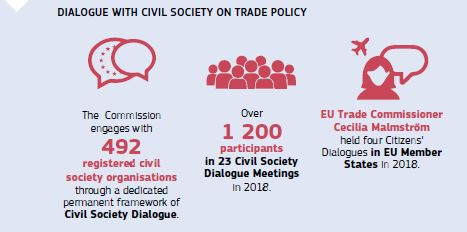 DIALOGUE WITH CIVIL SOCIETY ON TRADE POLICY
The Commission
engages with
492
registered civil
society organisations
through a dedicated
permanent framework of
Civil Society Dialogue.
Over
1 200
participants
in 23 Civil Society
Dialogue Meetings
in 2018.
EU Trade Commissioner
Cecilia Malmström
held four Citizens'
Dialogues in EU Member
States in 2018.